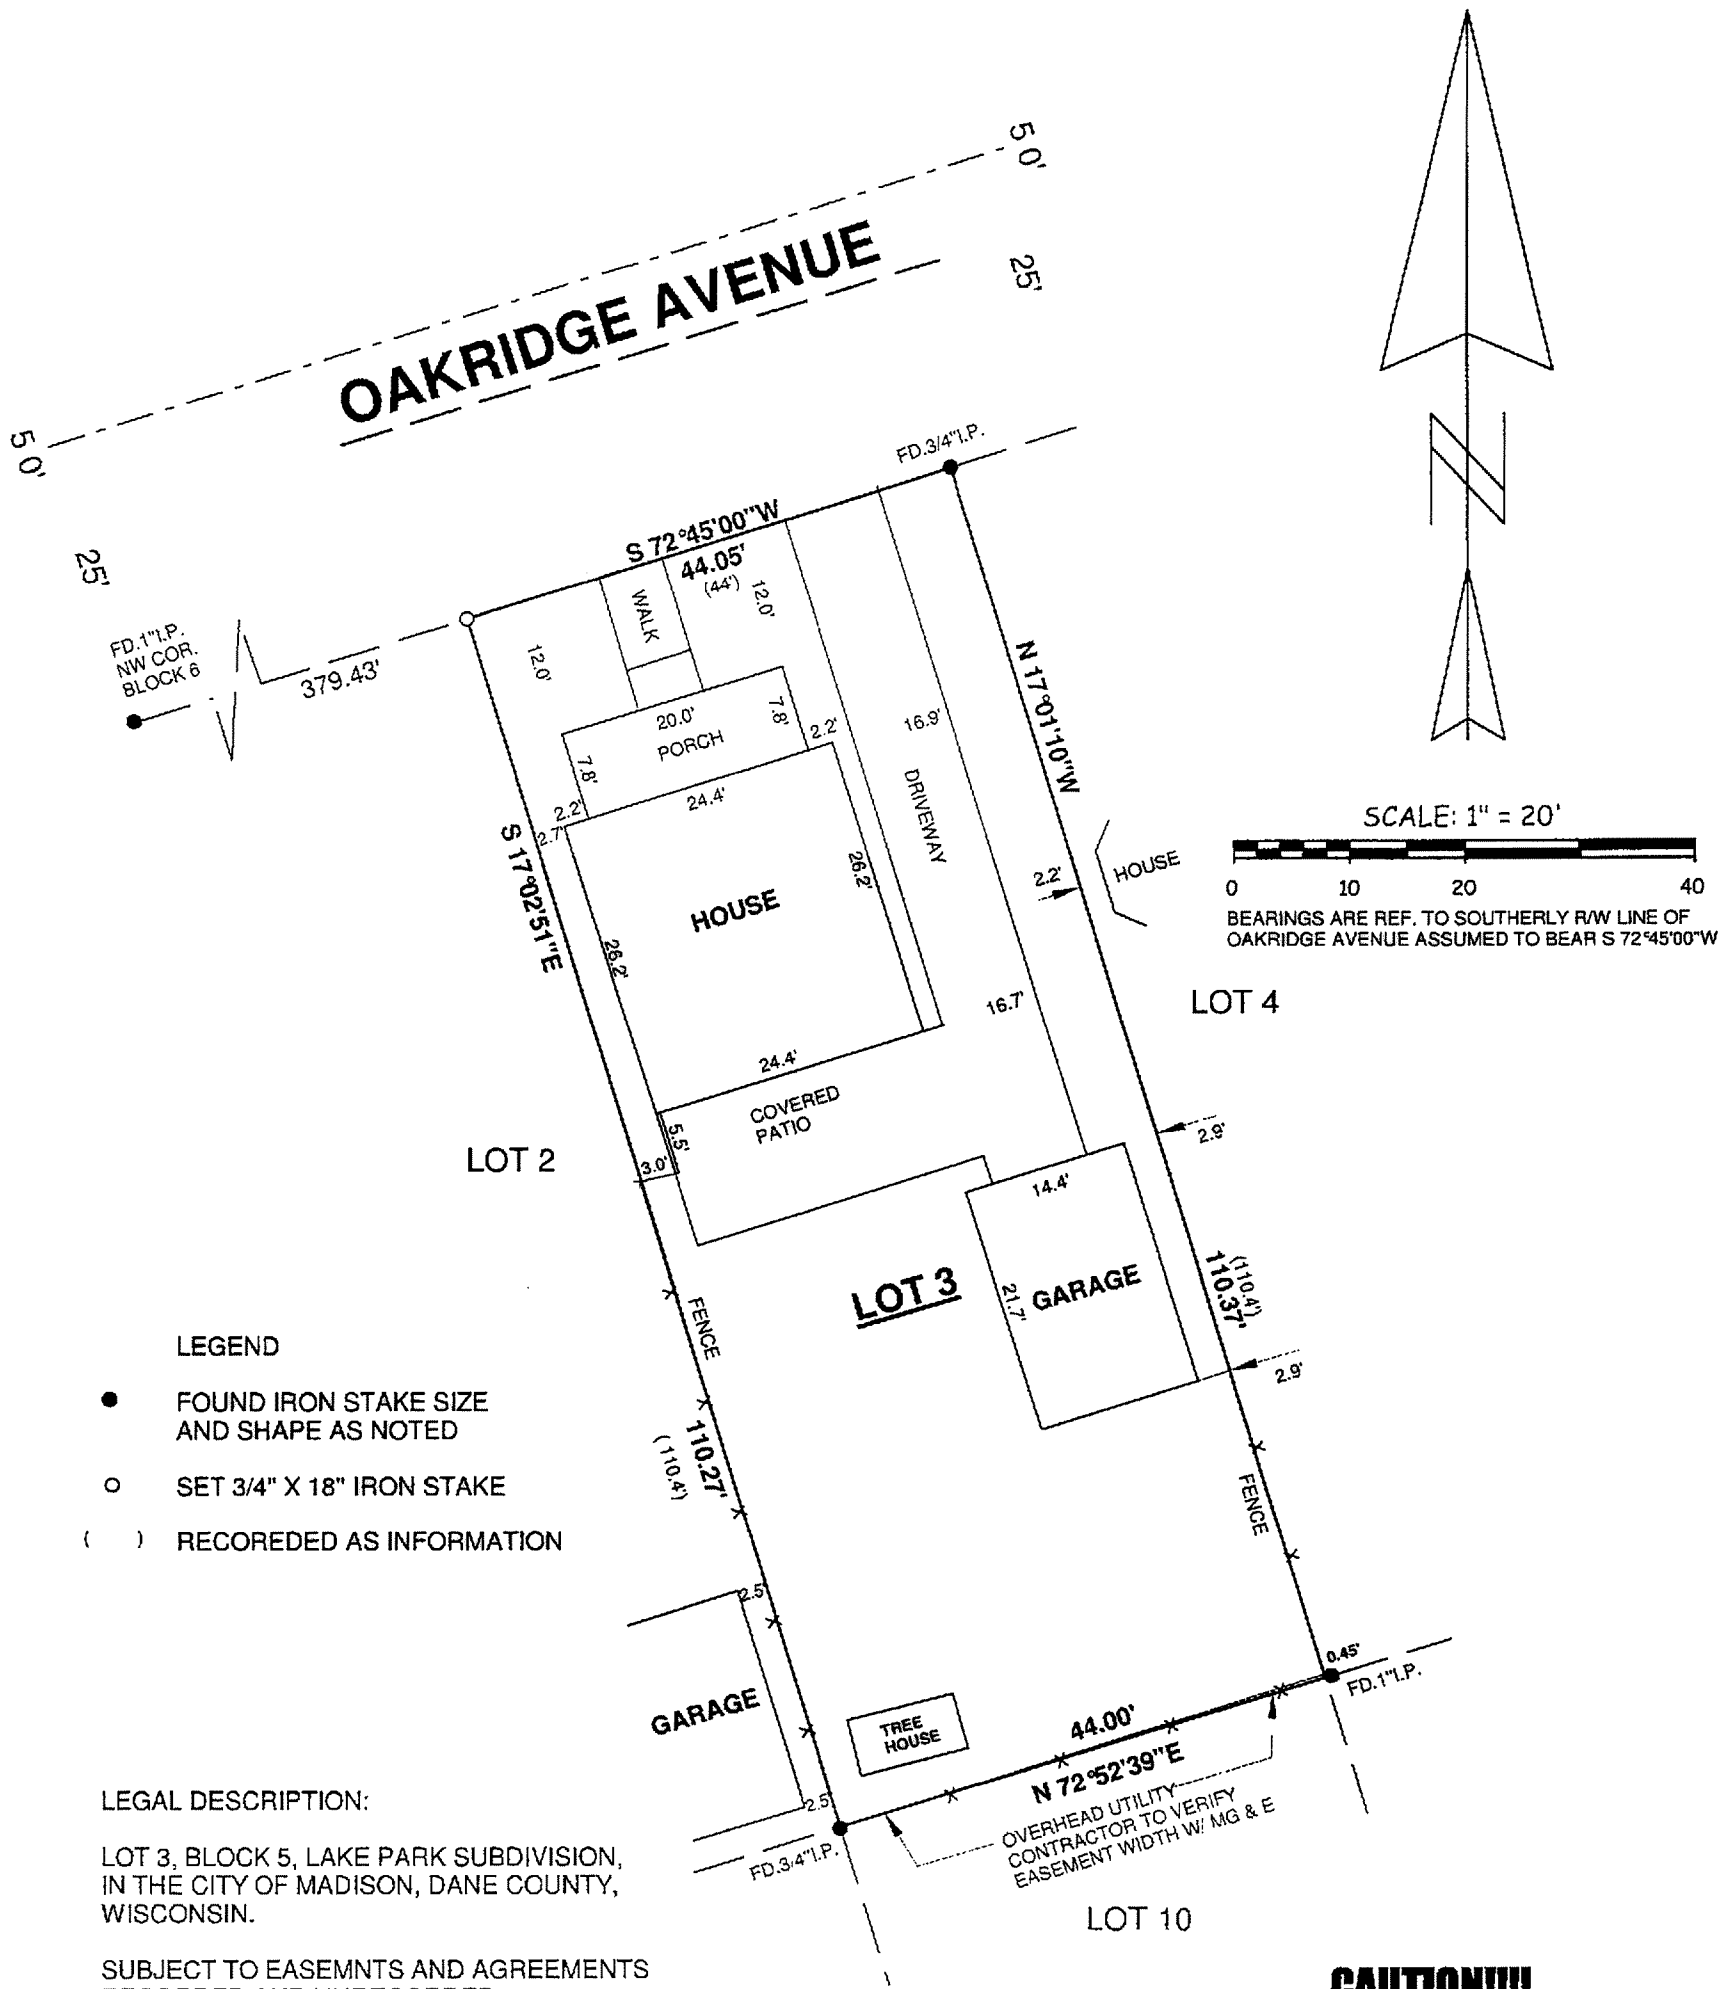 50'
OAKRIDGE AVENUE
25'
50'
25'
FD.3/4"I.P.
S 72°45'00"W
44.05'
(44')
FD.1"I.P.
NW COR.
BLOCK 6
379.43'
WALK
12.0'
12.0'
N 17°01'10"W
20.0'
PORCH
7.8'
7.8'
2.2'
16.9'
DRIVEWAY
24.4'
2.2'
2.7'
S 17°02'51"E
26.2'
26.2'
HOUSE
24.4'
COVERED
PATIO
5.5'
3.0'
16.7'
2.2'
HOUSE
N
SCALE: 1" = 20'
0 10 20 40
BEARINGS ARE REF. TO SOUTHERLY R/W LINE OF
OAKRIDGE AVENUE ASSUMED TO BEAR S 72°45'00"W
LOT 4
LOT 2
2.9'
14.4'
21.7'
GARAGE
LOT 3
(110.4')
110.37'
2.9'
FENCE
FENCE
110.27'
(110.4')
LEGEND
FOUND IRON STAKE SIZE
AND SHAPE AS NOTED
SET 3/4" X 18" IRON STAKE
( ) RECOREDED AS INFORMATION
2.5'
GARAGE
2.5'
TREE
HOUSE
0.45'
FD.1"I.P.
44.00'
N 72°52'39"E
FD.3/4"I.P.
OVERHEAD UTILITY
CONTRACTOR TO VERIFY
EASEMENT WIDTH W/ MG & E
LOT 10
LEGAL DESCRIPTION:
LOT 3, BLOCK 5, LAKE PARK SUBDIVISION,
IN THE CITY OF MADISON, DANE COUNTY,
WISCONSIN.
SUBJECT TO EASEMNTS AND AGREEMENTS
CAUTION!!!!